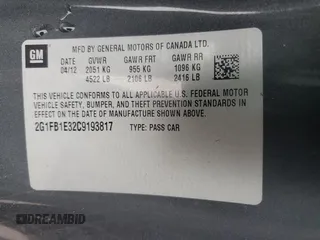 GM
MFD BY GENERAL MOTORS OF CANADA LTD.
DATE GVWR GAWR FRT GAWR RR
04/12 2051 KG 955 KG 1096 KG
4522 LB 2106 LB 2416 LB
THIS VEHICLE CONFORMS TO ALL APPLICABLE U.S. FEDERAL MOTOR
VEHICLE SAFETY, BUMPER, AND THEFT PREVENTION STANDARDS IN
EFFECT ON THE DATE OF MANUFACTURE SHOWN ABOVE.
2G1FB1E32C9193817 TYPE: PASS CAR
DREAMBID